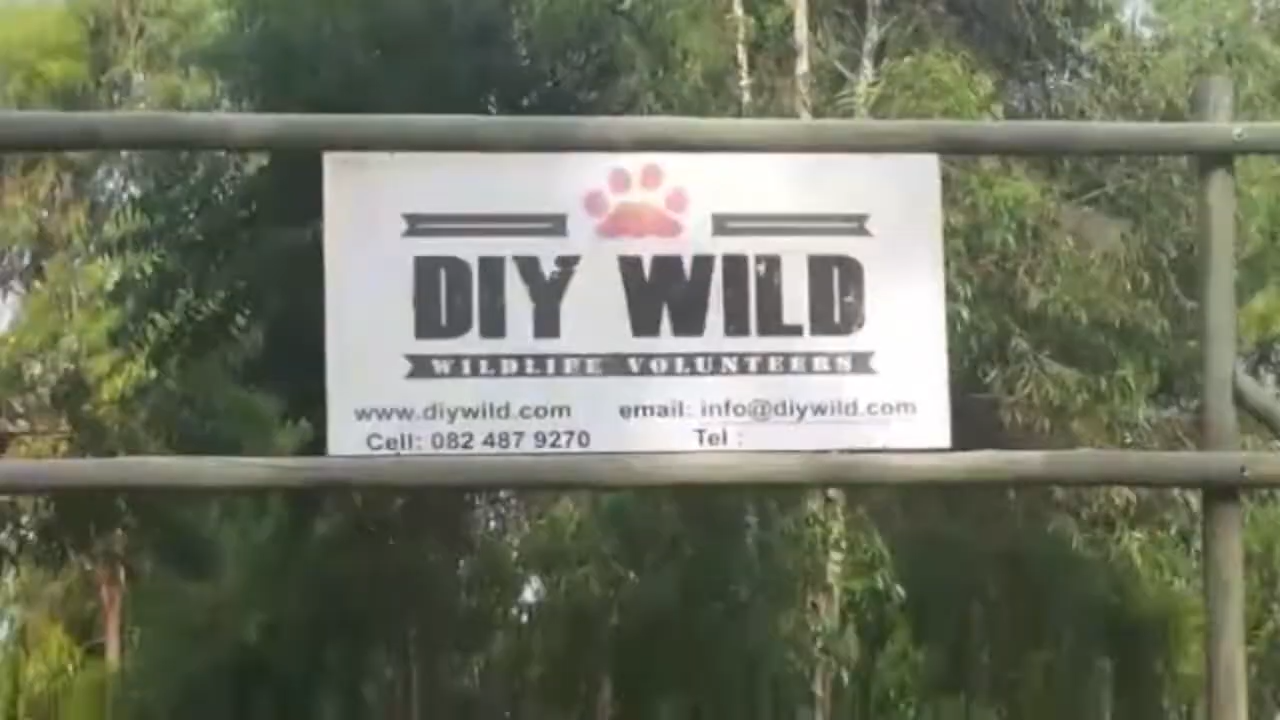 DIY WILD
WILDLIFE VOLUNTEERS
www.diywild.com email: info@diywild.com
Cell: 082 487 9270 Tel :